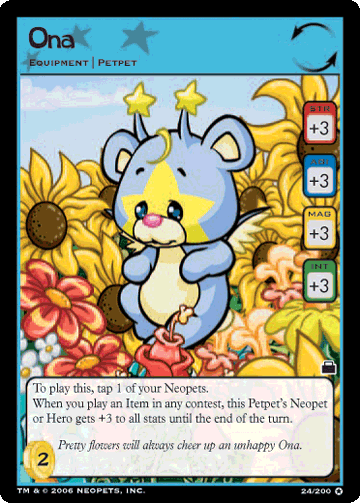 Ona
Equipment | Petpet
STR
+3
AGI
+3
MAG
+3
INT
+3
To play this, tap 1 of your Neopets.
When you play an Item in any contest, this Petpet's Neopet
or Hero gets +3 to all stats until the end of the turn.
Pretty flowers will always cheer up an unhappy Ona.
2
TM & © 2006 NEOPETS, INC.
24/200